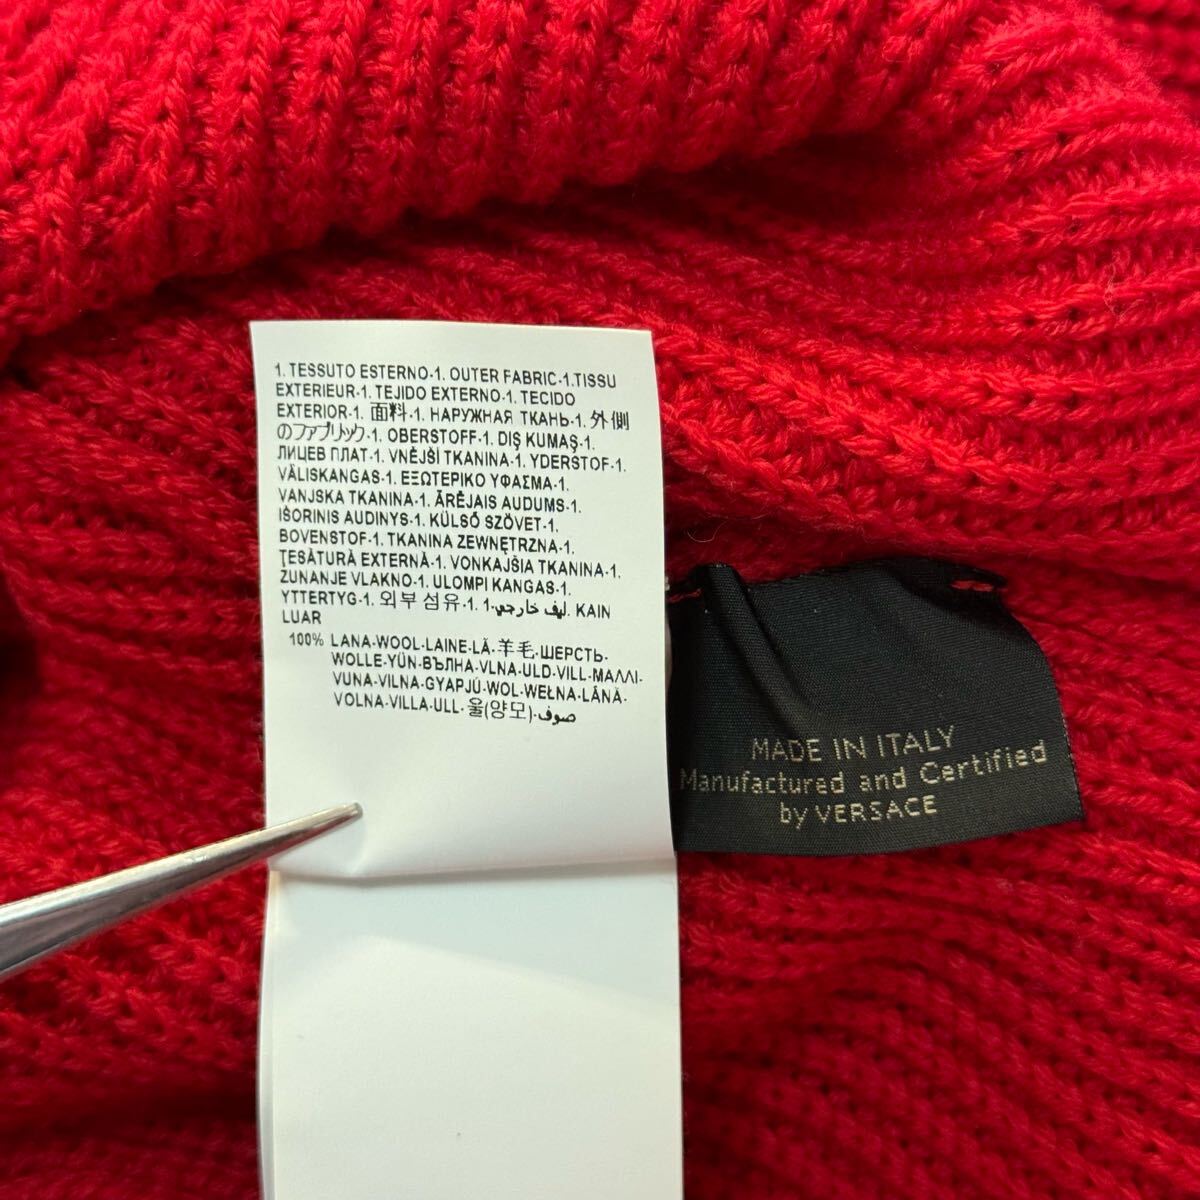 1. TESSUTO ESTERNO-1. OUTER FABRIC-1.TISSU
EXTERIEUR-1. TEJIDO EXTERNO-1. TECIDO
EXTERIOR-1. 面料-1. НАРУЖНАЯ ТКАНЬ-1. 外側
のファブリック-1. OBERSTOFF-1. DIŞ KUMAŞ-1.
ЛИЦЕВ ПЛАТ-1. VNĚJŠÍ TKANINA-1. YDERSTOF-1.
VÄLISKANGAS-1. ΕΞΩΤΕΡΙΚΟ ΥΦΑΣΜΑ-1.
VANJSKA TKANINA-1. ĀRĒJAIS AUDUMS-1.
IŠORINIS AUDINYS-1. KÜLSŐ SZÖVET-1.
BOVENSTOF-1. TKANINA ZEWNĘTRZNA-1.
ŢESĂTURĂ EXTERNĂ-1. VONKAJŠIA TKANINA-1.
ZUNANJE VLAKNO-1. ULOMPI KANGAS-1.
YTTERTYG-1. 외부 섬유-1. ليف خارجي-1. KAIN
LUAR
100% LANA-WOOL-LAINE-LÃ-羊毛-ШЕРСТЬ-
WOLLE-YÜN-ВЪЛНА-VLNA-ULD-VILL-ΜΑΛΛΙ-
VUNA-VILNA-GYAPJÚ-WOL-WEŁNA-LÂNĂ-
VOLNA-VILLA-ULL-울(양모)-صوف
MADE IN ITALY
Manufactured and Certified
by VERSACE